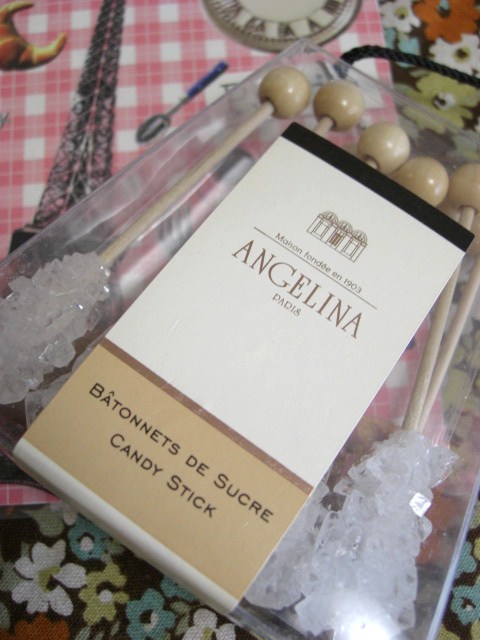 Maison fondée en 1903
ANGELINA
PARIS
BÂTONNETS DE SUCRE
CANDY STICK